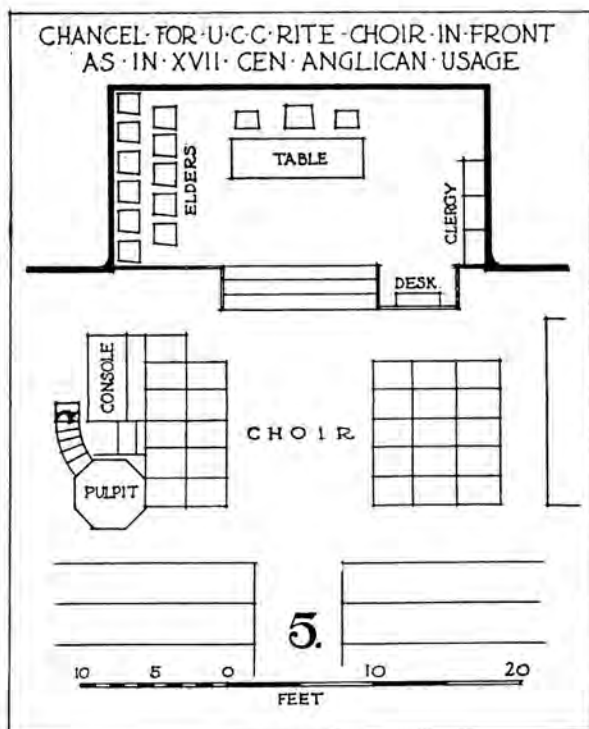 CHANCEL·FOR·U·C·C·RITE·CHOIR·IN·FRONT
AS·IN·XVII·CEN·ANGLICAN·USAGE
ELDERS
TABLE
CLERGY
DESK
CONSOLE
CHOIR
PULPIT
5.
10 5 0 10 20
FEET